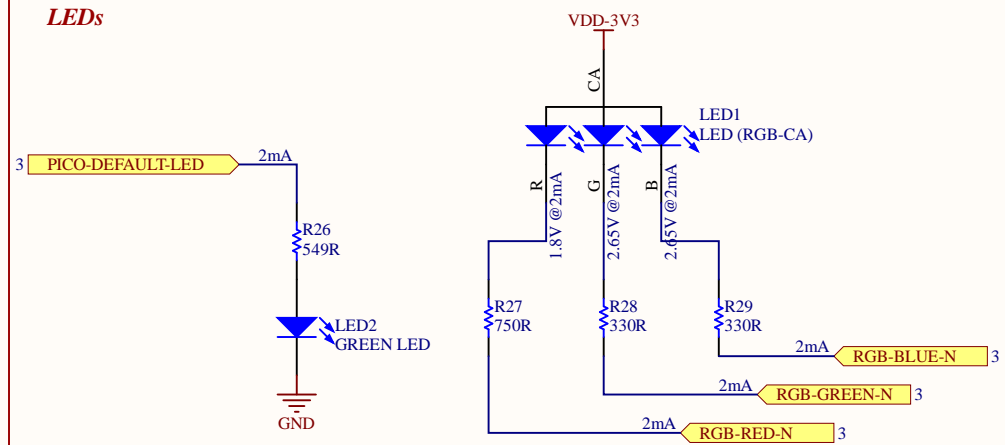 LEDs
VDD-3V3
CA
LED1
LED (RGB-CA)
3 PICO-DEFAULT-LED 2mA
R
G
B
1.8V @2mA
2.65V @2mA
2.65V @2mA
R26
549R
R27
750R
R28
330R
R29
330R
LED2
GREEN LED
2mA RGB-BLUE-N 3
2mA RGB-GREEN-N 3
GND
2mA RGB-RED-N 3